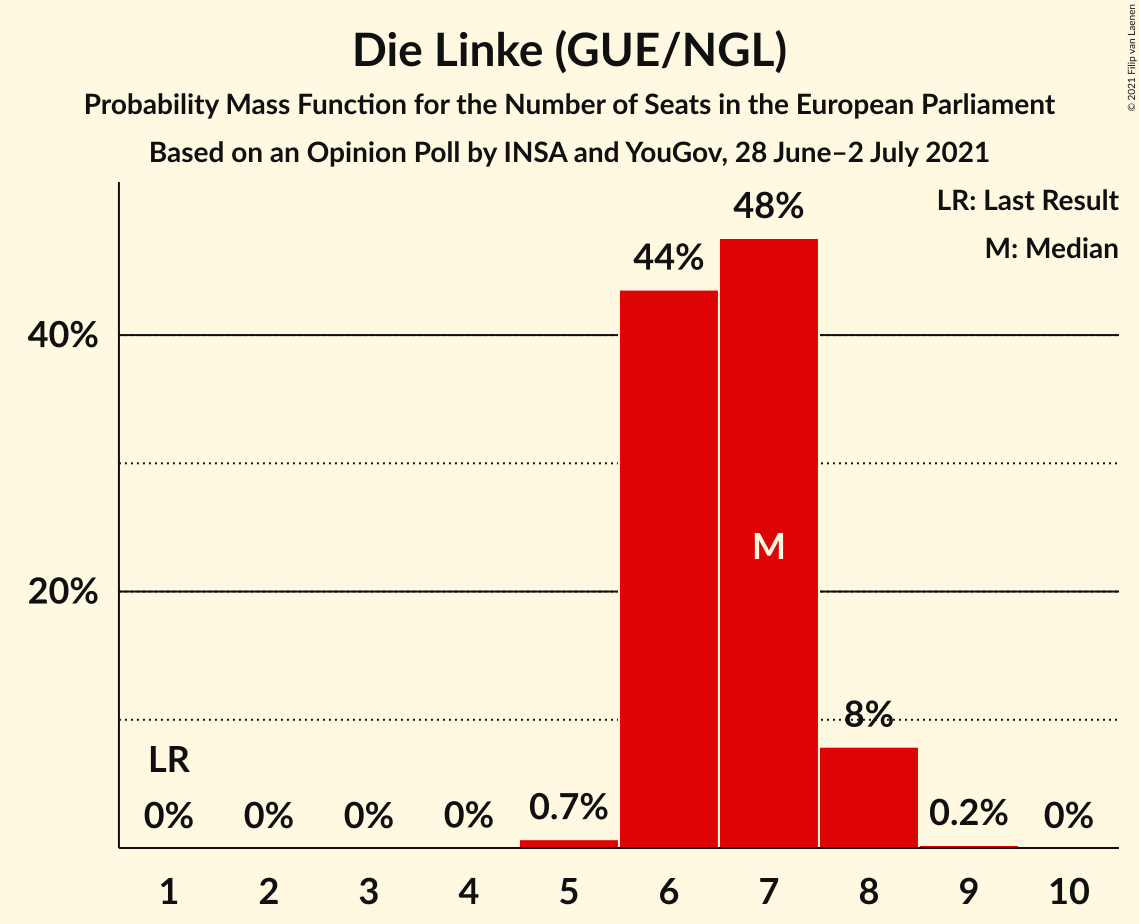 Die Linke (GUE/NGL)
Probability Mass Function for the Number of Seats in the European Parliament
Based on an Opinion Poll by INSA and YouGov, 28 June–2 July 2021
© 2021 Filip van Laenen
LR: Last Result
M: Median
48%
44%
40%
M
20%
8%
LR
0%
0%
0%
0%
0.7%
0.2%
0%
1 2 3 4 5 6 7 8 9 10